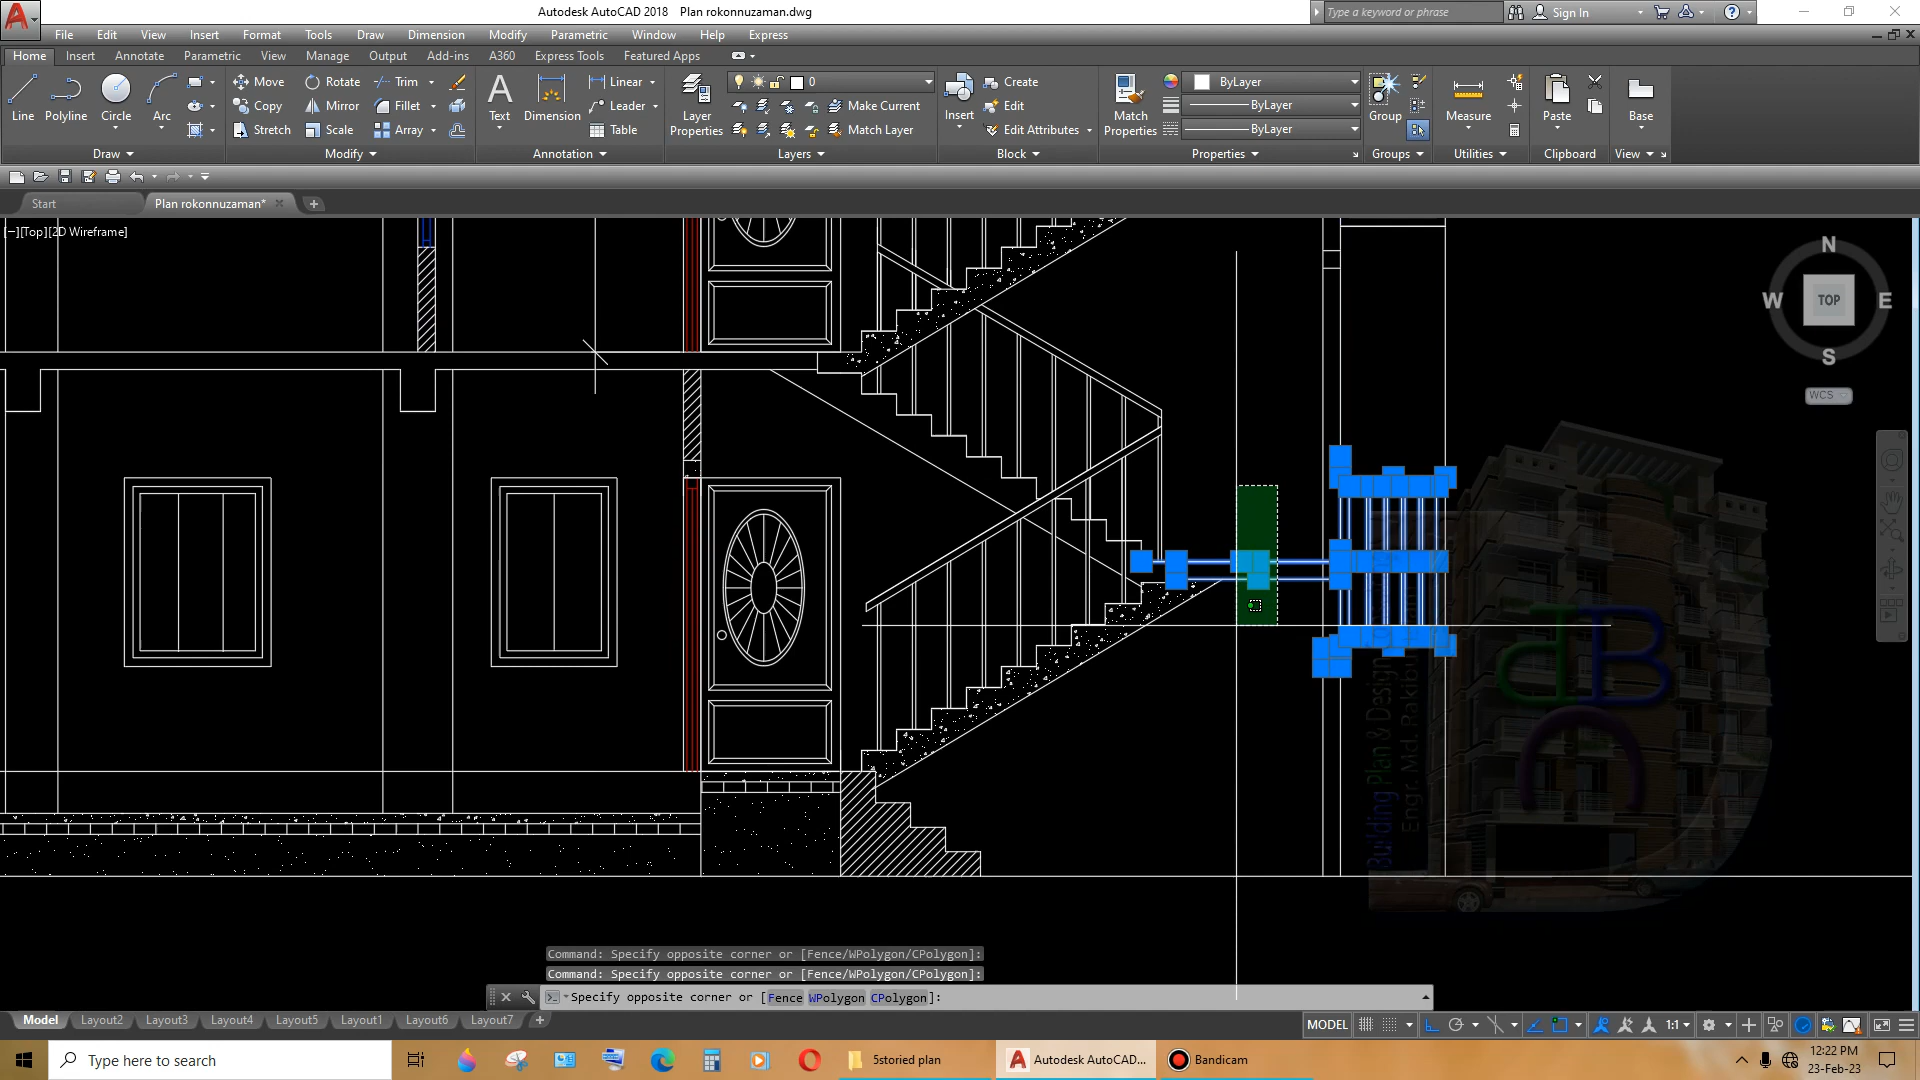 Autodesk AutoCAD 2018 Plan rokonnuzaman.dwg
Type a keyword or phrase
Sign In
File Edit View Insert Format Tools Draw Dimension Modify Parametric Window Help Express
Home Insert Annotate Parametric View Manage Output Add-ins A360 Express Tools Featured Apps
Line Polyline Circle Arc
Move Rotate Trim
Copy Mirror Fillet
Stretch Scale Array
Text Dimension
Linear
Leader
Table
Layer Properties
0
Make Current
Match Layer
Insert
Create
Edit
Edit Attributes
Match Properties
ByLayer
ByLayer
ByLayer
Group
Measure
Paste
Base
Draw Modify Annotation Layers Block Properties Groups Utilities Clipboard View
Start Plan rokonnuzaman*
[−][Top][2D Wireframe]
N
W TOP E
S
WCS
Building Plan & Design
Engr. Md. Rakibu
Command: Specify opposite corner or [Fence/WPolygon/CPolygon]:
Command: Specify opposite corner or [Fence/WPolygon/CPolygon]:
Specify opposite corner or [Fence WPolygon CPolygon]:
Model Layout2 Layout3 Layout4 Layout5 Layout1 Layout6 Layout7
MODEL 1:1
Type here to search
5storied plan
Autodesk AutoCAD...
Bandicam
12:22 PM
23-Feb-23